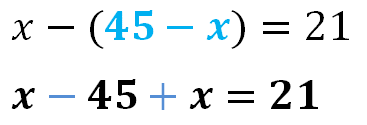 x − (45 − x) = 21
x − 45 + x = 21